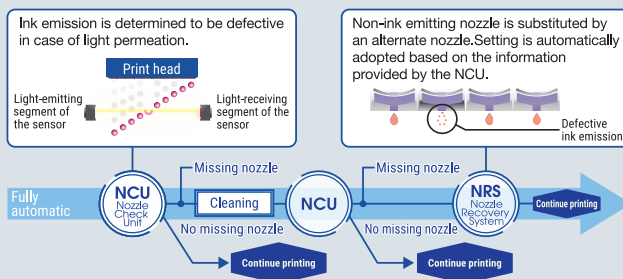 Ink emission is determined to be defective
in case of light permeation.
Print head
Light-emitting
segment of
the sensor
Light-receiving
segment of the
sensor
Non-ink emitting nozzle is substituted by
an alternate nozzle.Setting is automatically
adopted based on the information
provided by the NCU.
Defective
ink emission
Fully
automatic
NCU
Nozzle
Check
Unit
Missing nozzle
Cleaning
No missing nozzle
Continue printing
NCU
Missing nozzle
No missing nozzle
Continue printing
NRS
Nozzle
Recovery
System
Continue printing